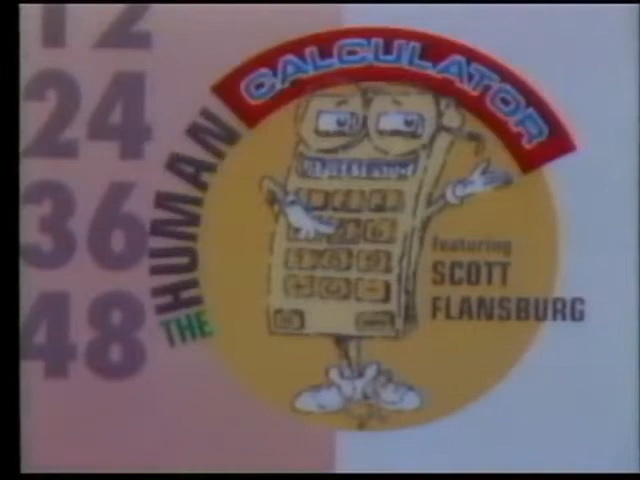 12
24
36
48
THE HUMAN
CALCULATOR
featuring
SCOTT
FLANSBURG